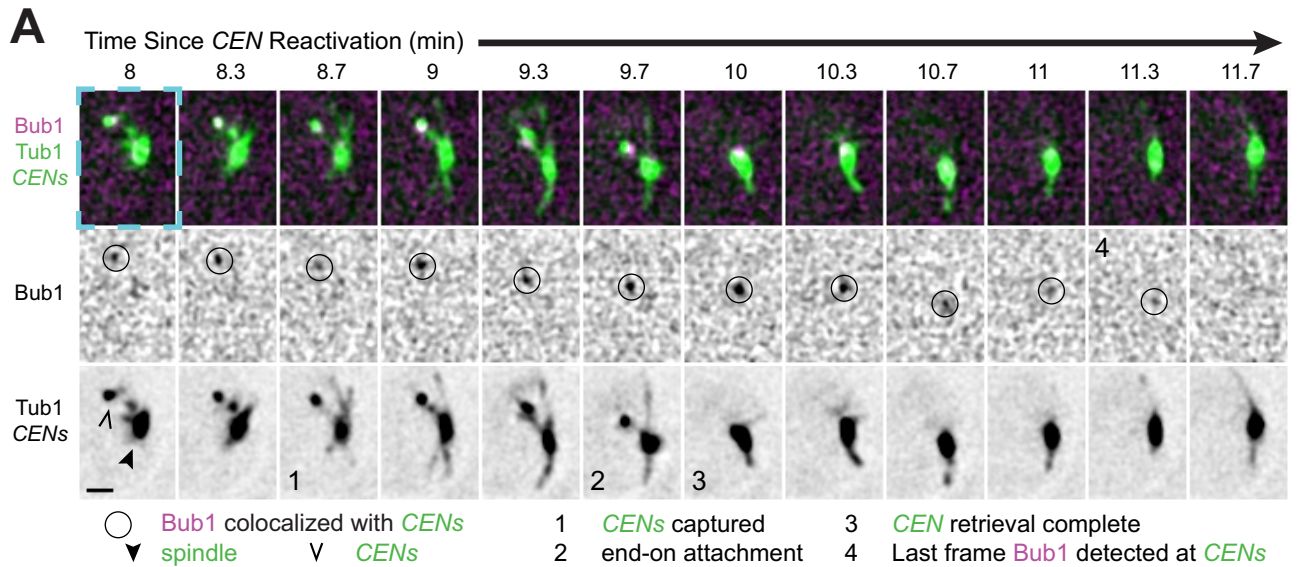 A
Time Since CEN Reactivation (min)
8 8.3 8.7 9 9.3 9.7 10 10.3 10.7 11 11.3 11.7
Bub1
Tub1
CENs
Bub1
4
Tub1
CENs
1 2 3
Bub1 colocalized with CENs 1 CENs captured 3 CEN retrieval complete
spindle CENs 2 end-on attachment 4 Last frame Bub1 detected at CENs